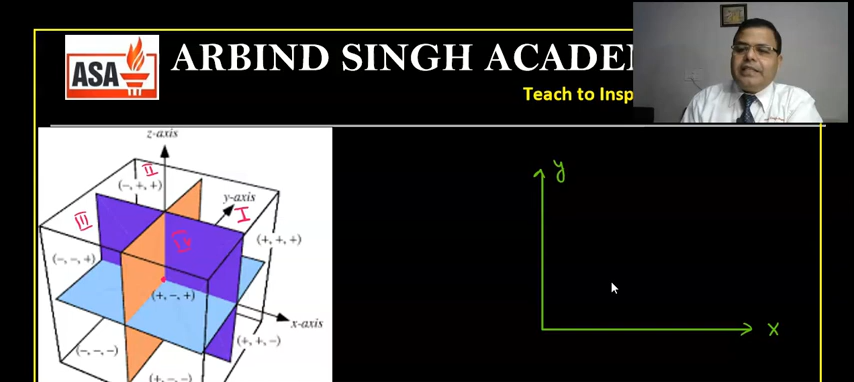 ASA
ARBIND SINGH ACADE
Teach to Insp
z-axis
II
(−, +, +)
y-axis
I
III
IV
(+, +, +)
(−, −, +)
(+, −, +)
x-axis
(+, +, −)
(−, −, −)
(+, −, −)
y
x